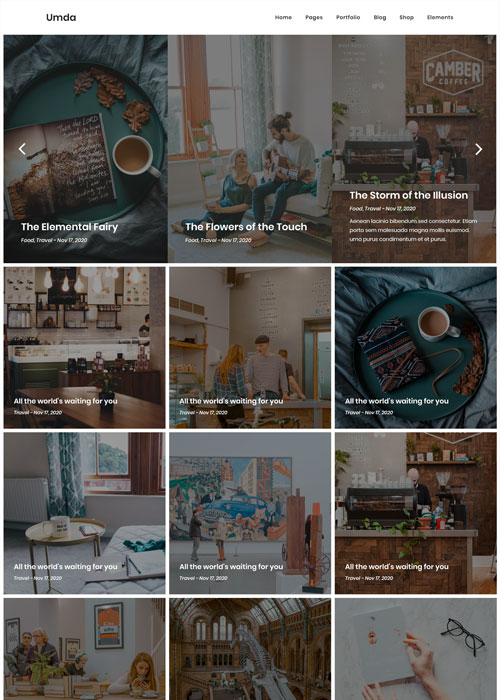 Umda
Home Pages Portfolio Blog Shop Elements
CAMBER
COFFEE
Take the LORD
The Elemental Fairy
Food, Travel - Nov 17, 2020
The Flowers of the Touch
Food, Travel - Nov 17, 2020
The Storm of the Illusion
Food, Travel - Nov 17, 2020
Aenean lacinia bibendum sed consectetur. Etiam
porta sem malesuada magna mollis euismod.
urna purus condimentum et et purus.
All the world's waiting for you
Travel - Nov 17, 2020
All the world's waiting for you
Travel - Nov 17, 2020
All the world's waiting for you
Travel - Nov 17, 2020
All the world's waiting for you
Travel - Nov 17, 2020
All the world's waiting for you
Travel - Nov 17, 2020
All the world's waiting for you
Travel - Nov 17, 2020